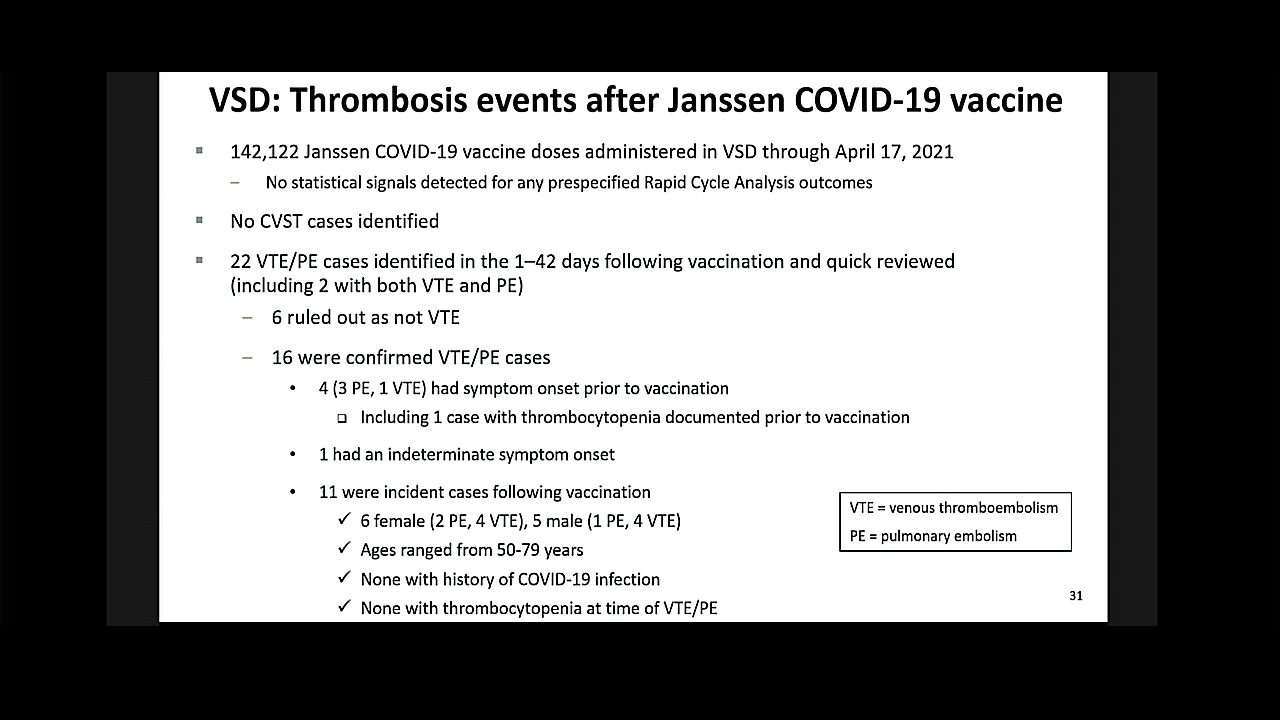 VSD: Thrombosis events after Janssen COVID-19 vaccine
142,122 Janssen COVID-19 vaccine doses administered in VSD through April 17, 2021
– No statistical signals detected for any prespecified Rapid Cycle Analysis outcomes
No CVST cases identified
22 VTE/PE cases identified in the 1–42 days following vaccination and quick reviewed
(including 2 with both VTE and PE)
– 6 ruled out as not VTE
– 16 were confirmed VTE/PE cases
• 4 (3 PE, 1 VTE) had symptom onset prior to vaccination
❑ Including 1 case with thrombocytopenia documented prior to vaccination
• 1 had an indeterminate symptom onset
• 11 were incident cases following vaccination
✓ 6 female (2 PE, 4 VTE), 5 male (1 PE, 4 VTE)
✓ Ages ranged from 50-79 years
✓ None with history of COVID-19 infection
✓ None with thrombocytopenia at time of VTE/PE
VTE = venous thromboembolism
PE = pulmonary embolism
31